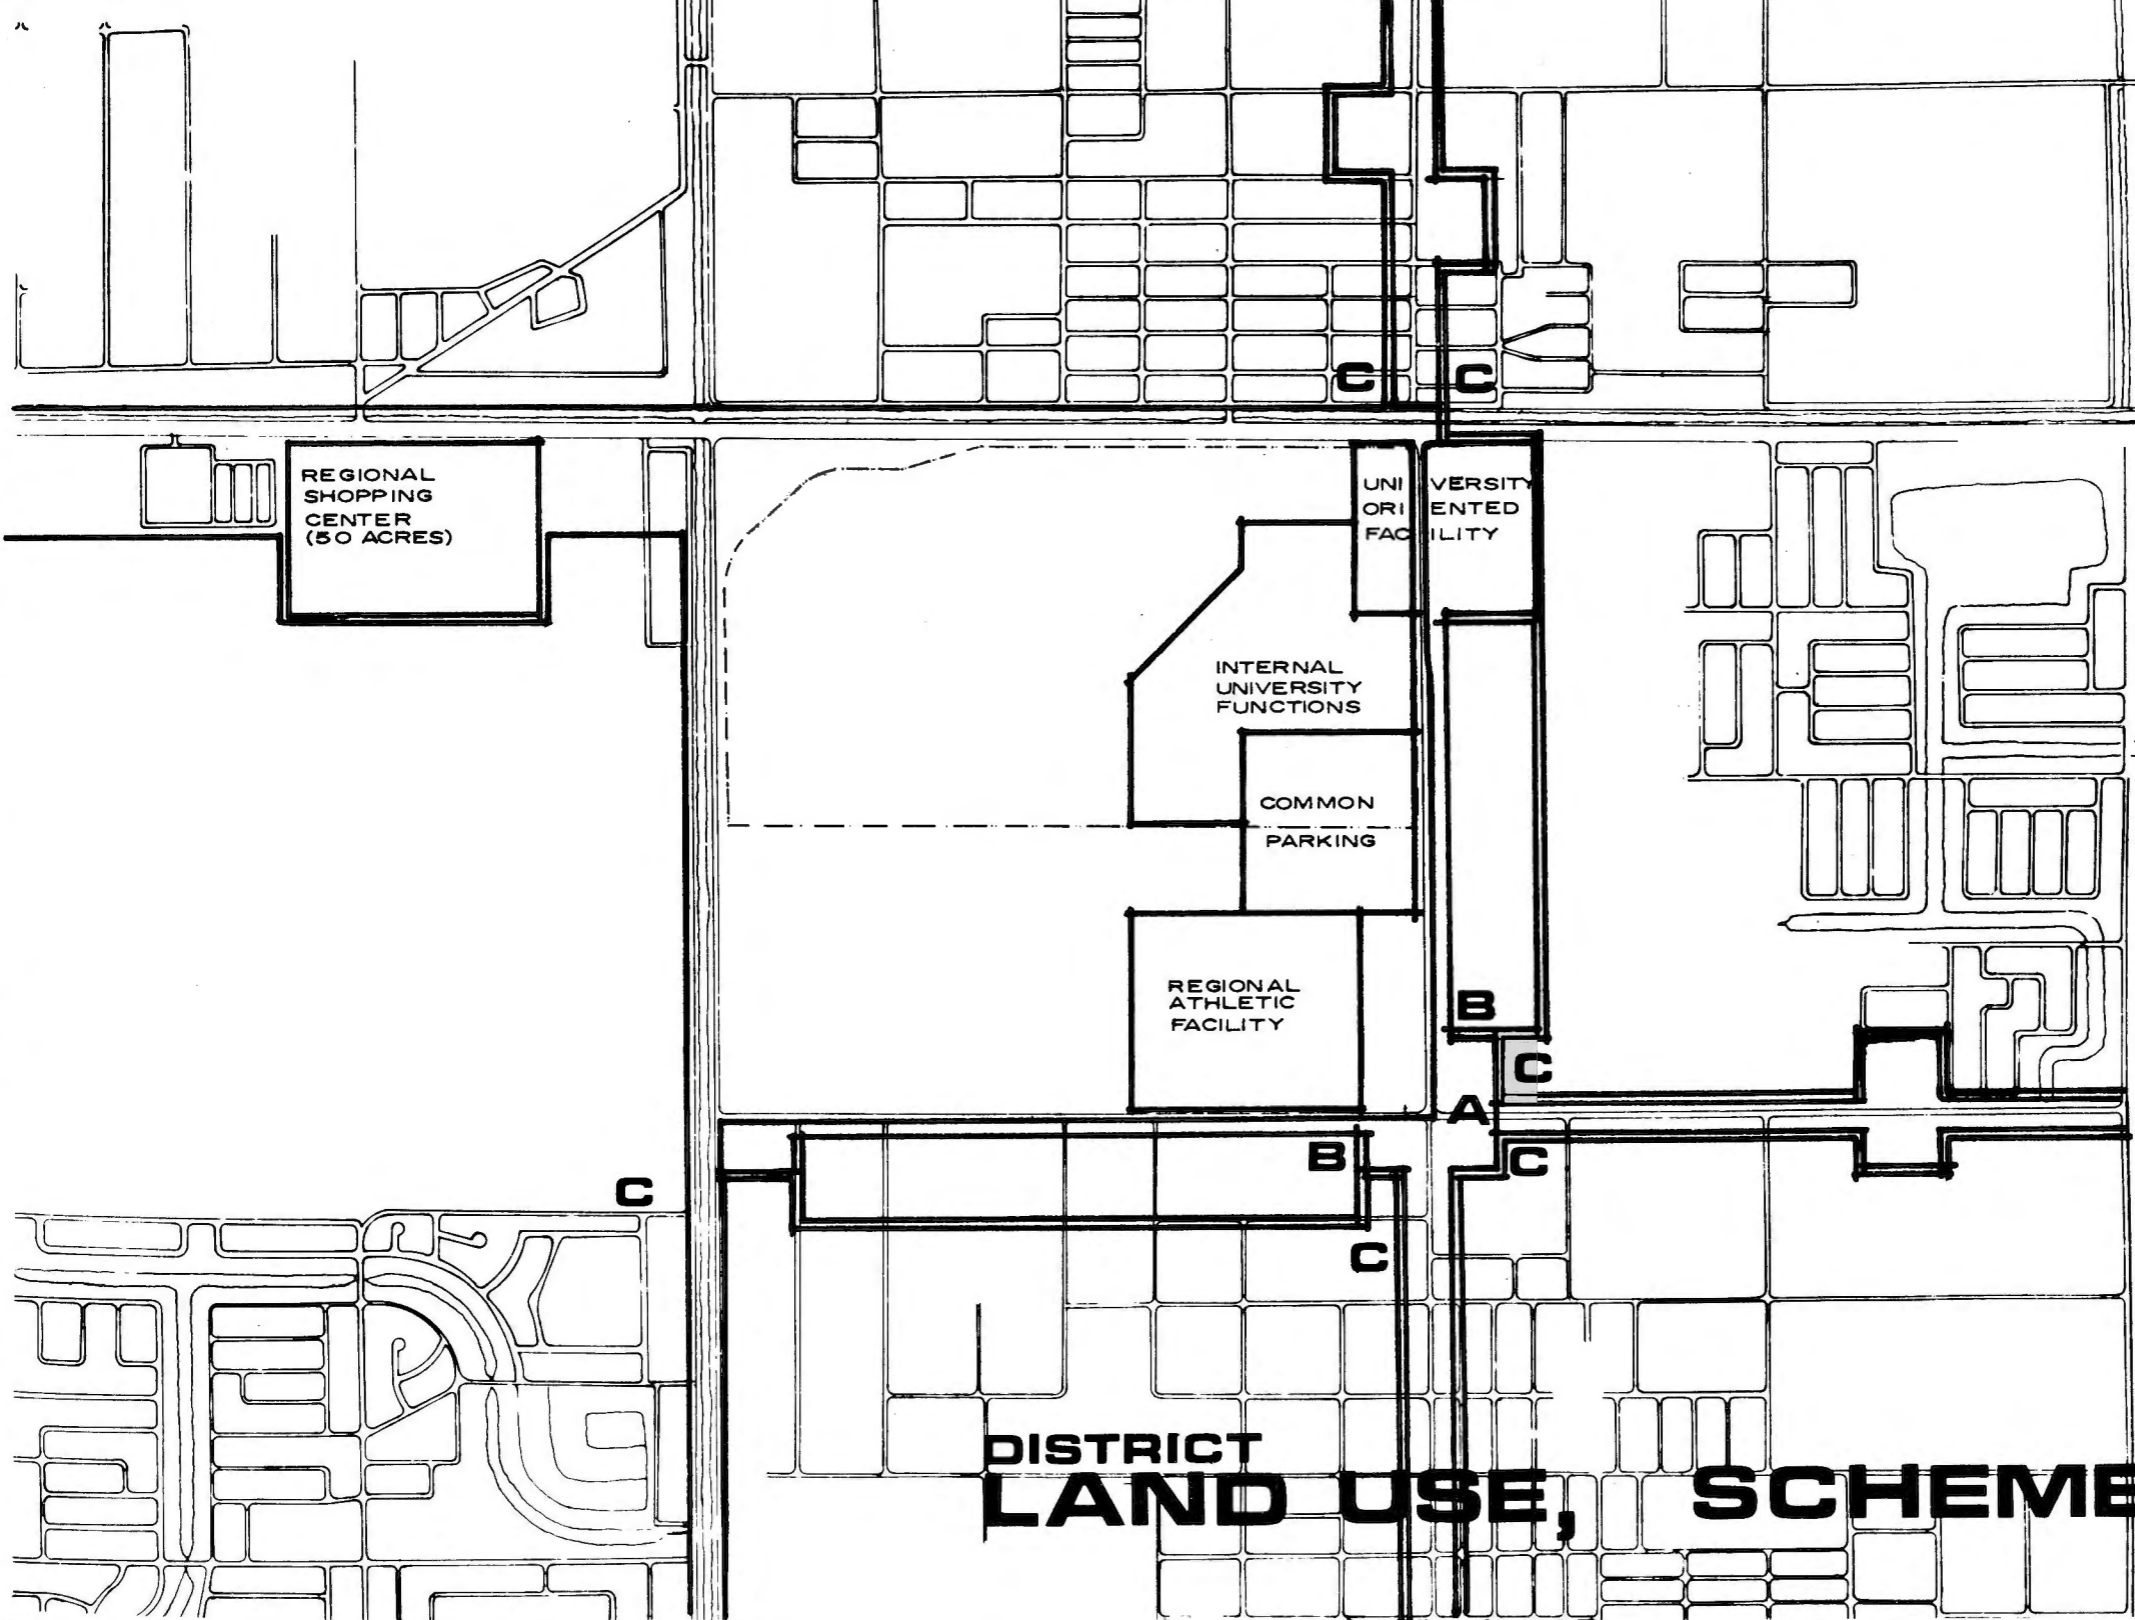 C C
REGIONAL
SHOPPING
CENTER
(50 ACRES)
UNIVERSITY
ORIENTED
FACILITY
INTERNAL
UNIVERSITY
FUNCTIONS
COMMON
PARKING
REGIONAL
ATHLETIC
FACILITY
B
C
A
B
C
C
C
DISTRICT
LAND USE, SCHEME